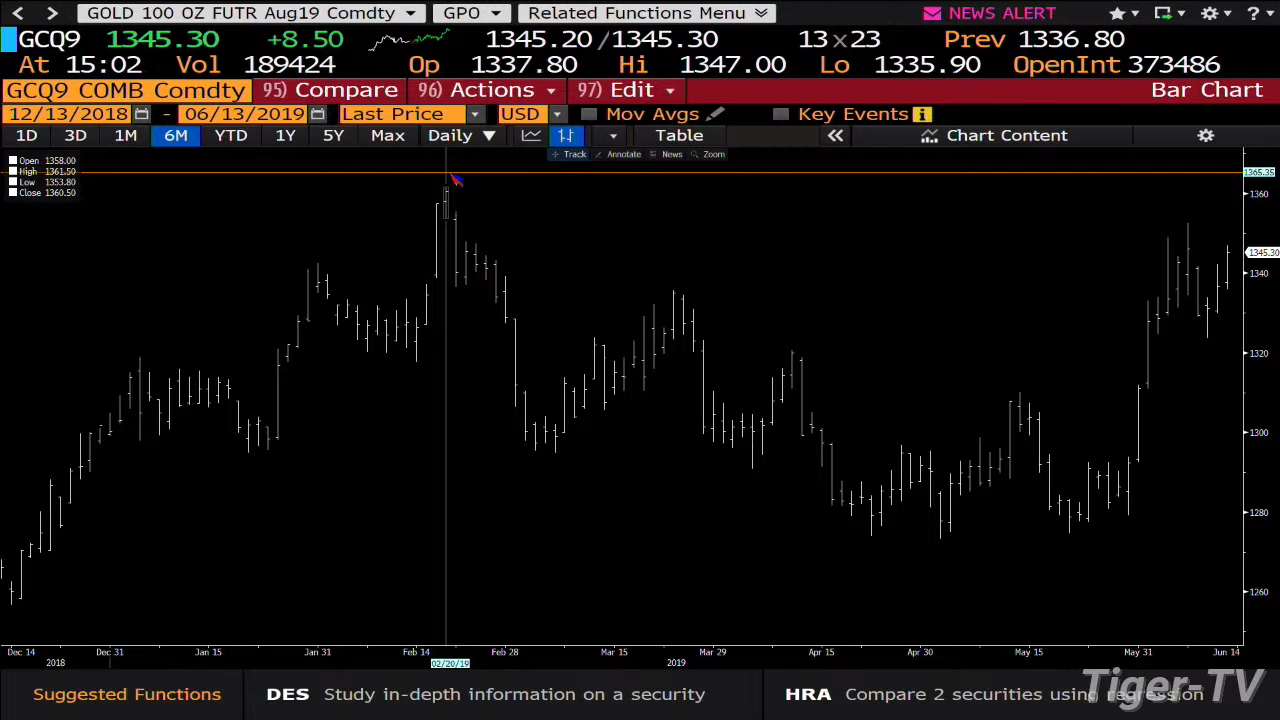 < > GOLD 100 OZ FUTR Aug19 Comdty GPO Related Functions Menu NEWS ALERT ?
GCQ9 1345.30 +8.50 1345.20/1345.30 13x23 Prev 1336.80
At 15:02 Vol 189424 Op 1337.80 Hi 1347.00 Lo 1335.90 OpenInt 373486
GCQ9 COMB Comdty 95) Compare 96) Actions 97) Edit Bar Chart
12/13/2018 - 06/13/2019 Last Price USD Mov Avgs Key Events i
1D 3D 1M 6M YTD 1Y 5Y Max Daily Table Chart Content
Track Annotate News Zoom
Open 1358.00
High 1361.50
Low 1353.80
Close 1360.50
1365.35
1360
1345.30
1340
1320
1300
1280
1260
Dec 14 Dec 31 Jan 15 Jan 31 Feb 14 Feb 28 Mar 15 Mar 29 Apr 15 Apr 30 May 15 May 31 Jun 14
2018 02/20/19 2019
Suggested Functions DES Study in-depth information on a security HRA Compare 2 securities using regression
Tiger-TV